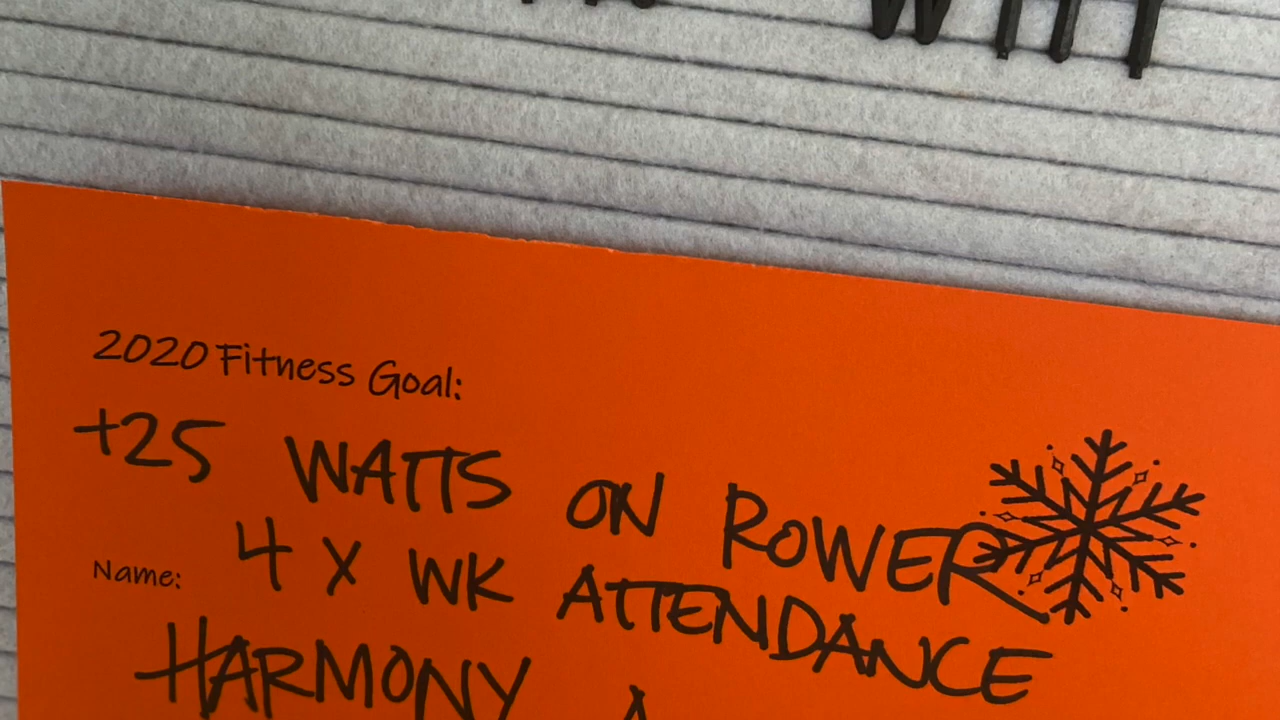 2020 Fitness Goal:
+25 WATTS ON ROWER
4 X WK ATTENDANCE
Name:
HARMONY A